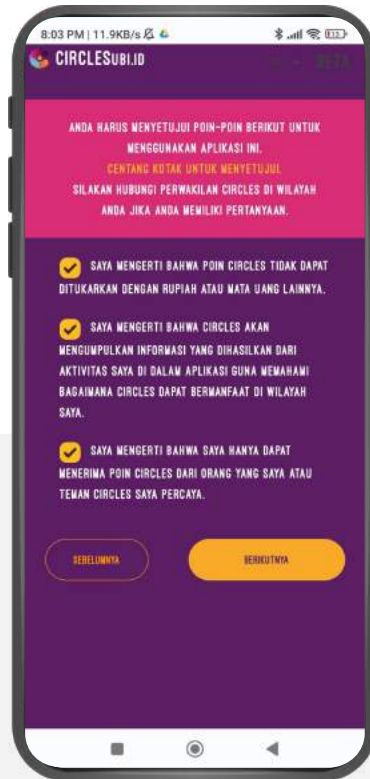 8:03 PM | 11.9KB/s
CIRCLESUBI.ID
BETA
ANDA HARUS MENYETUJUI POIN-POIN BERIKUT UNTUK
MENGGUNAKAN APLIKASI INI.
CENTANG KOTAK UNTUK MENYETUJUI.
SILAKAN HUBUNGI PERWAKILAN CIRCLES DI WILAYAH
ANDA JIKA ANDA MEMILIKI PERTANYAAN.
SAYA MENGERTI BAHWA POIN CIRCLES TIDAK DAPAT
DITUKARKAN DENGAN RUPIAH ATAU MATA UANG LAINNYA.
SAYA MENGERTI BAHWA CIRCLES AKAN
MENGUMPULKAN INFORMASI YANG DIHASILKAN DARI
AKTIVITAS SAYA DI DALAM APLIKASI GUNA MEMAHAMI
BAGAIMANA CIRCLES DAPAT BERMANFAAT DI WILAYAH
SAYA.
SAYA MENGERTI BAHWA SAYA HANYA DAPAT
MENERIMA POIN CIRCLES DARI ORANG YANG SAYA ATAU
TEMAN CIRCLES SAYA PERCAYA.
SEBELUMNYA
BERIKUTNYA